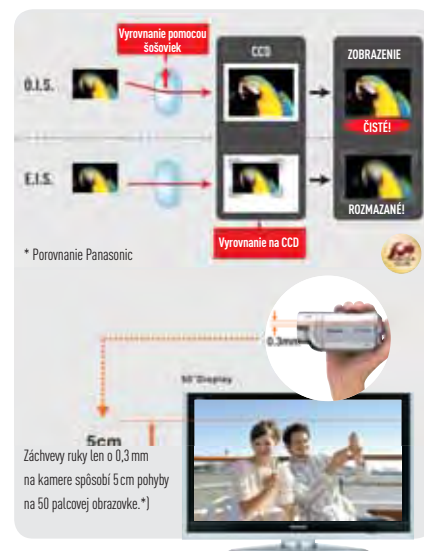 Vyrovnanie pomocou
šošoviek
CCD
ZOBRAZENIE
O.I.S.
ČISTÉ!
E.I.S.
ROZMAZANÉ!
Vyrovnanie na CCD
* Porovnanie Panasonic
0.3mm
50"Display
5cm
Záchvevy ruky len o 0,3 mm
na kamere spôsobí 5 cm pohyby
na 50 palcovej obrazovke.*)